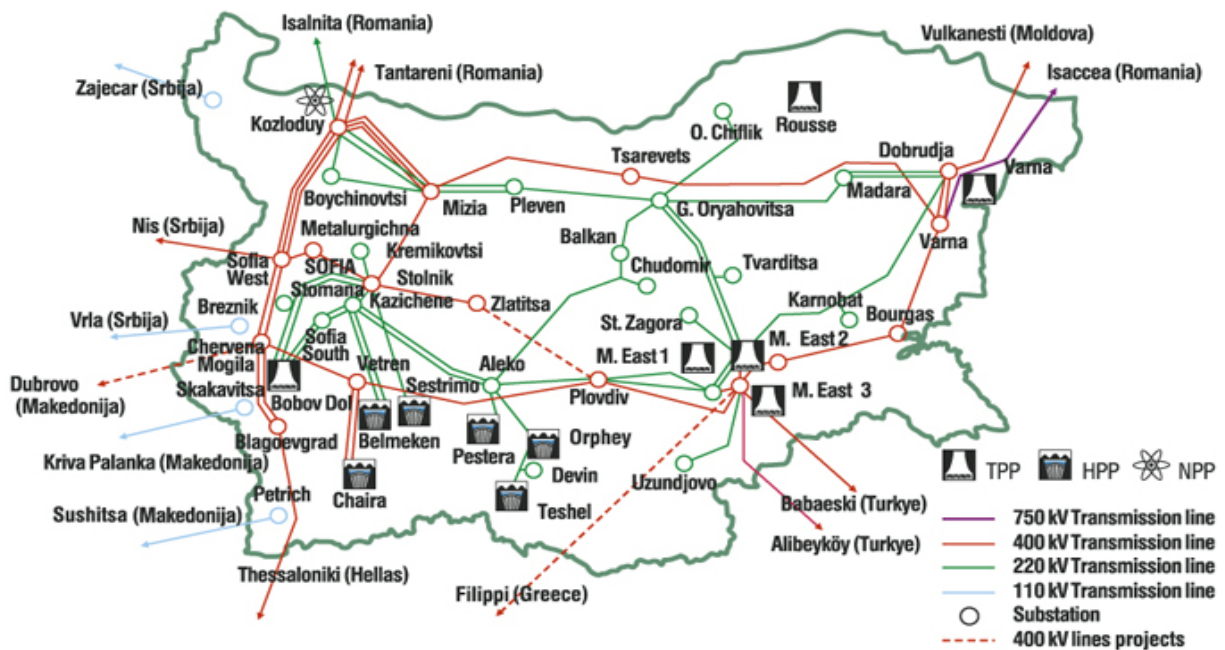 Isalnita (Romania)
Vulkanesti (Moldova)
Tantareni (Romania)
Isaccea (Romania)
Zajecar (Srbija)
Kozloduy
O. Chiflik
Rousse
Dobrudja
Tsarevets
Varna
Boychinovtsi
Mizia
Pleven
Madara
G. Oryahovitsa
Metalurgichna
Nis (Srbija)
Kremikovtsi
Balkan
Varna
Sofia
West
SOFIA
Stolnik
Chudomir
Tvarditsa
Stomana
Kazichene
Zlatitsa
Karnobat
Breznik
Bourgas
Vrla (Srbija)
Sofia
South
St. Zagora
M. East 2
Chervena
Mogila
Vetren
Aleko
M. East 1
Dubrovo
(Makedonija)
Skakavitsa
Sestrimo
Plovdiv
M. East 3
Bobov Dol
Blagoevgrad
Belmeken
Orphey
Pestera
Kriva Palanka (Makedonija)
Devin
Uzundjovo
TPP
HPP
NPP
Petrich
Chaira
Teshel
Babaeski (Turkye)
Sushitsa (Makedonija)
750 kV Transmission line
Alibeyköy (Turkye)
400 kV Transmission line
220 kV Transmission line
Thessaloniki (Hellas)
110 kV Transmission line
Filippi (Greece)
Substation
400 kV lines projects